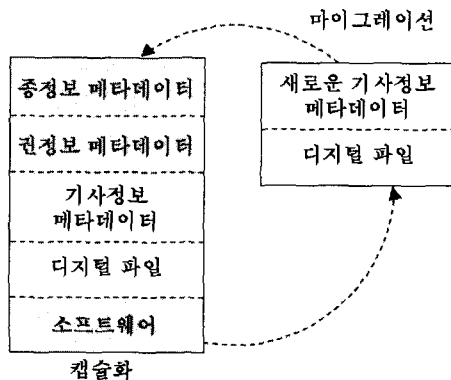 마이그레이션
종정보 메타데이터
권정보 메타데이터
기사정보
메타데이터
디지털 파일
소프트웨어
캡슐화
새로운 기사정보
메타데이터
디지털 파일